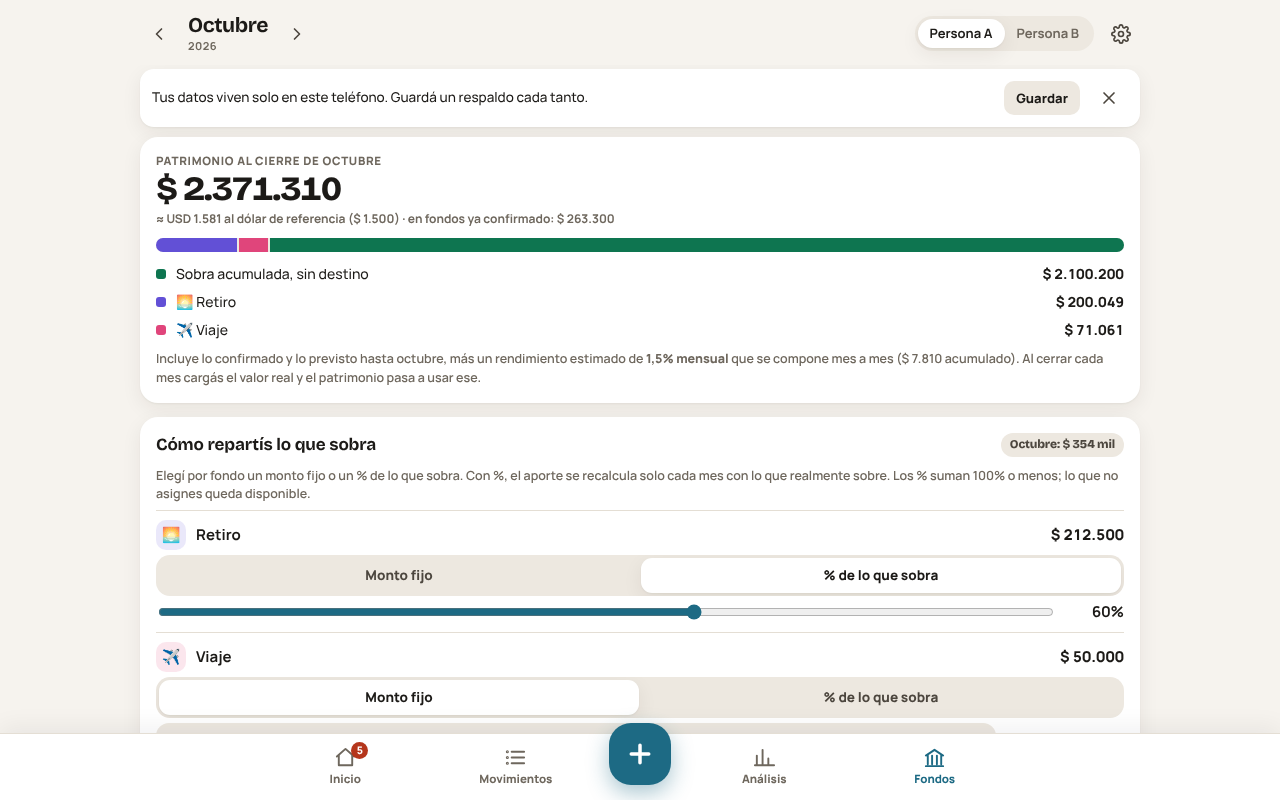 Octubre
2026
Persona A
Persona B
Tus datos viven solo en este teléfono. Guardá un respaldo cada tanto.
Guardar
PATRIMONIO AL CIERRE DE OCTUBRE
$ 2.371.310
≈ USD 1.581 al dólar de referencia ($ 1.500) · en fondos ya confirmado: $ 263.300
Sobra acumulada, sin destino
$ 2.100.200
Retiro
$ 200.049
Viaje
$ 71.061
Incluye lo confirmado y lo previsto hasta octubre, más un rendimiento estimado de 1,5% mensual que se compone mes a mes ($ 7.810 acumulado). Al cerrar cada
mes cargás el valor real y el patrimonio pasa a usar ese.
Cómo repartís lo que sobra
Octubre: $ 354 mil
Elegí por fondo un monto fijo o un % de lo que sobra. Con %, el aporte se recalcula solo cada mes con lo que realmente sobre. Los % suman 100% o menos; lo que no
asignes queda disponible.
Retiro
$ 212.500
Monto fijo
% de lo que sobra
60%
Viaje
$ 50.000
Monto fijo
% de lo que sobra
5
Inicio
Movimientos
Análisis
Fondos